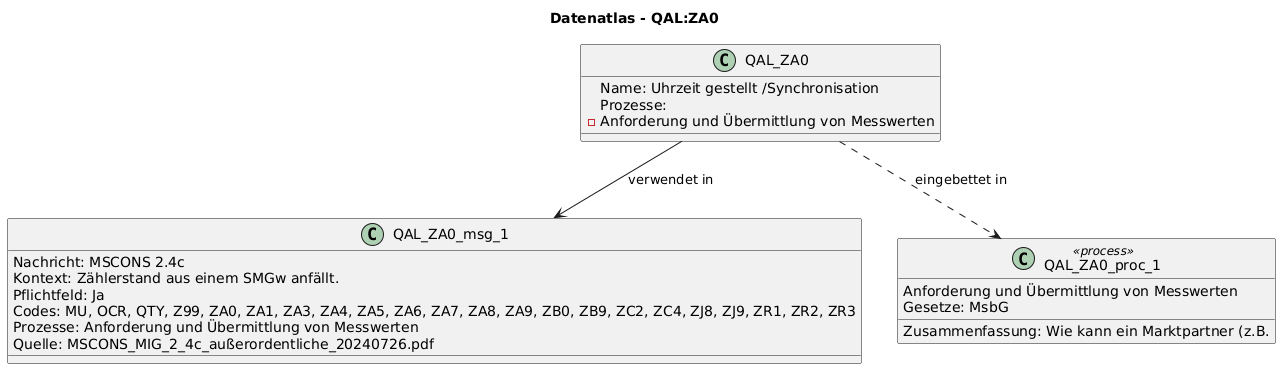 Datenatlas - QAL:ZA0
C QAL_ZA0
Name: Uhrzeit gestellt /Synchronisation
Prozesse:
Anforderung und Übermittlung von Messwerten
verwendet in
eingebettet in
C QAL_ZA0_msg_1
Nachricht: MSCONS 2.4c
Kontext: Zählerstand aus einem SMGw anfällt.
Pflichtfeld: Ja
Codes: MU, OCR, QTY, Z99, ZA0, ZA1, ZA3, ZA4, ZA5, ZA6, ZA7, ZA8, ZA9, ZB0, ZB9, ZC2, ZC4, ZJ8, ZJ9, ZR1, ZR2, ZR3
Prozesse: Anforderung und Übermittlung von Messwerten
Quelle: MSCONS_MIG_2_4c_außerordentliche_20240726.pdf
«process»
C QAL_ZA0_proc_1
Anforderung und Übermittlung von Messwerten
Gesetze: MsbG
Zusammenfassung: Wie kann ein Marktpartner (z.B.